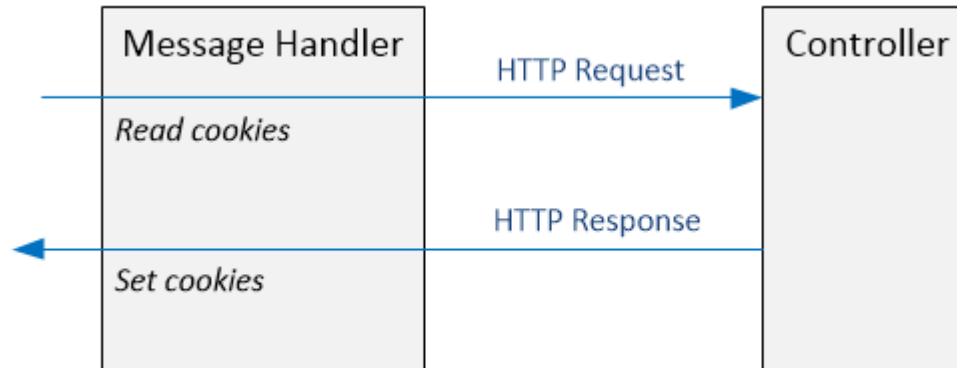 Message Handler
Controller
HTTP Request
Read cookies
HTTP Response
Set cookies